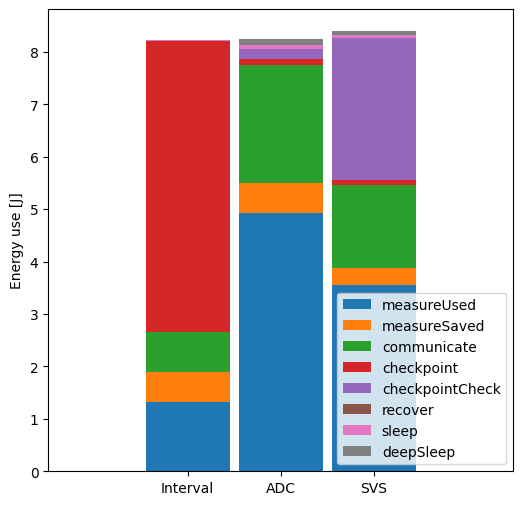 Energy use [J]
8
7
6
5
4
3
2
1
0
Interval ADC SVS
measureUsed
measureSaved
communicate
checkpoint
checkpointCheck
recover
sleep
deepSleep